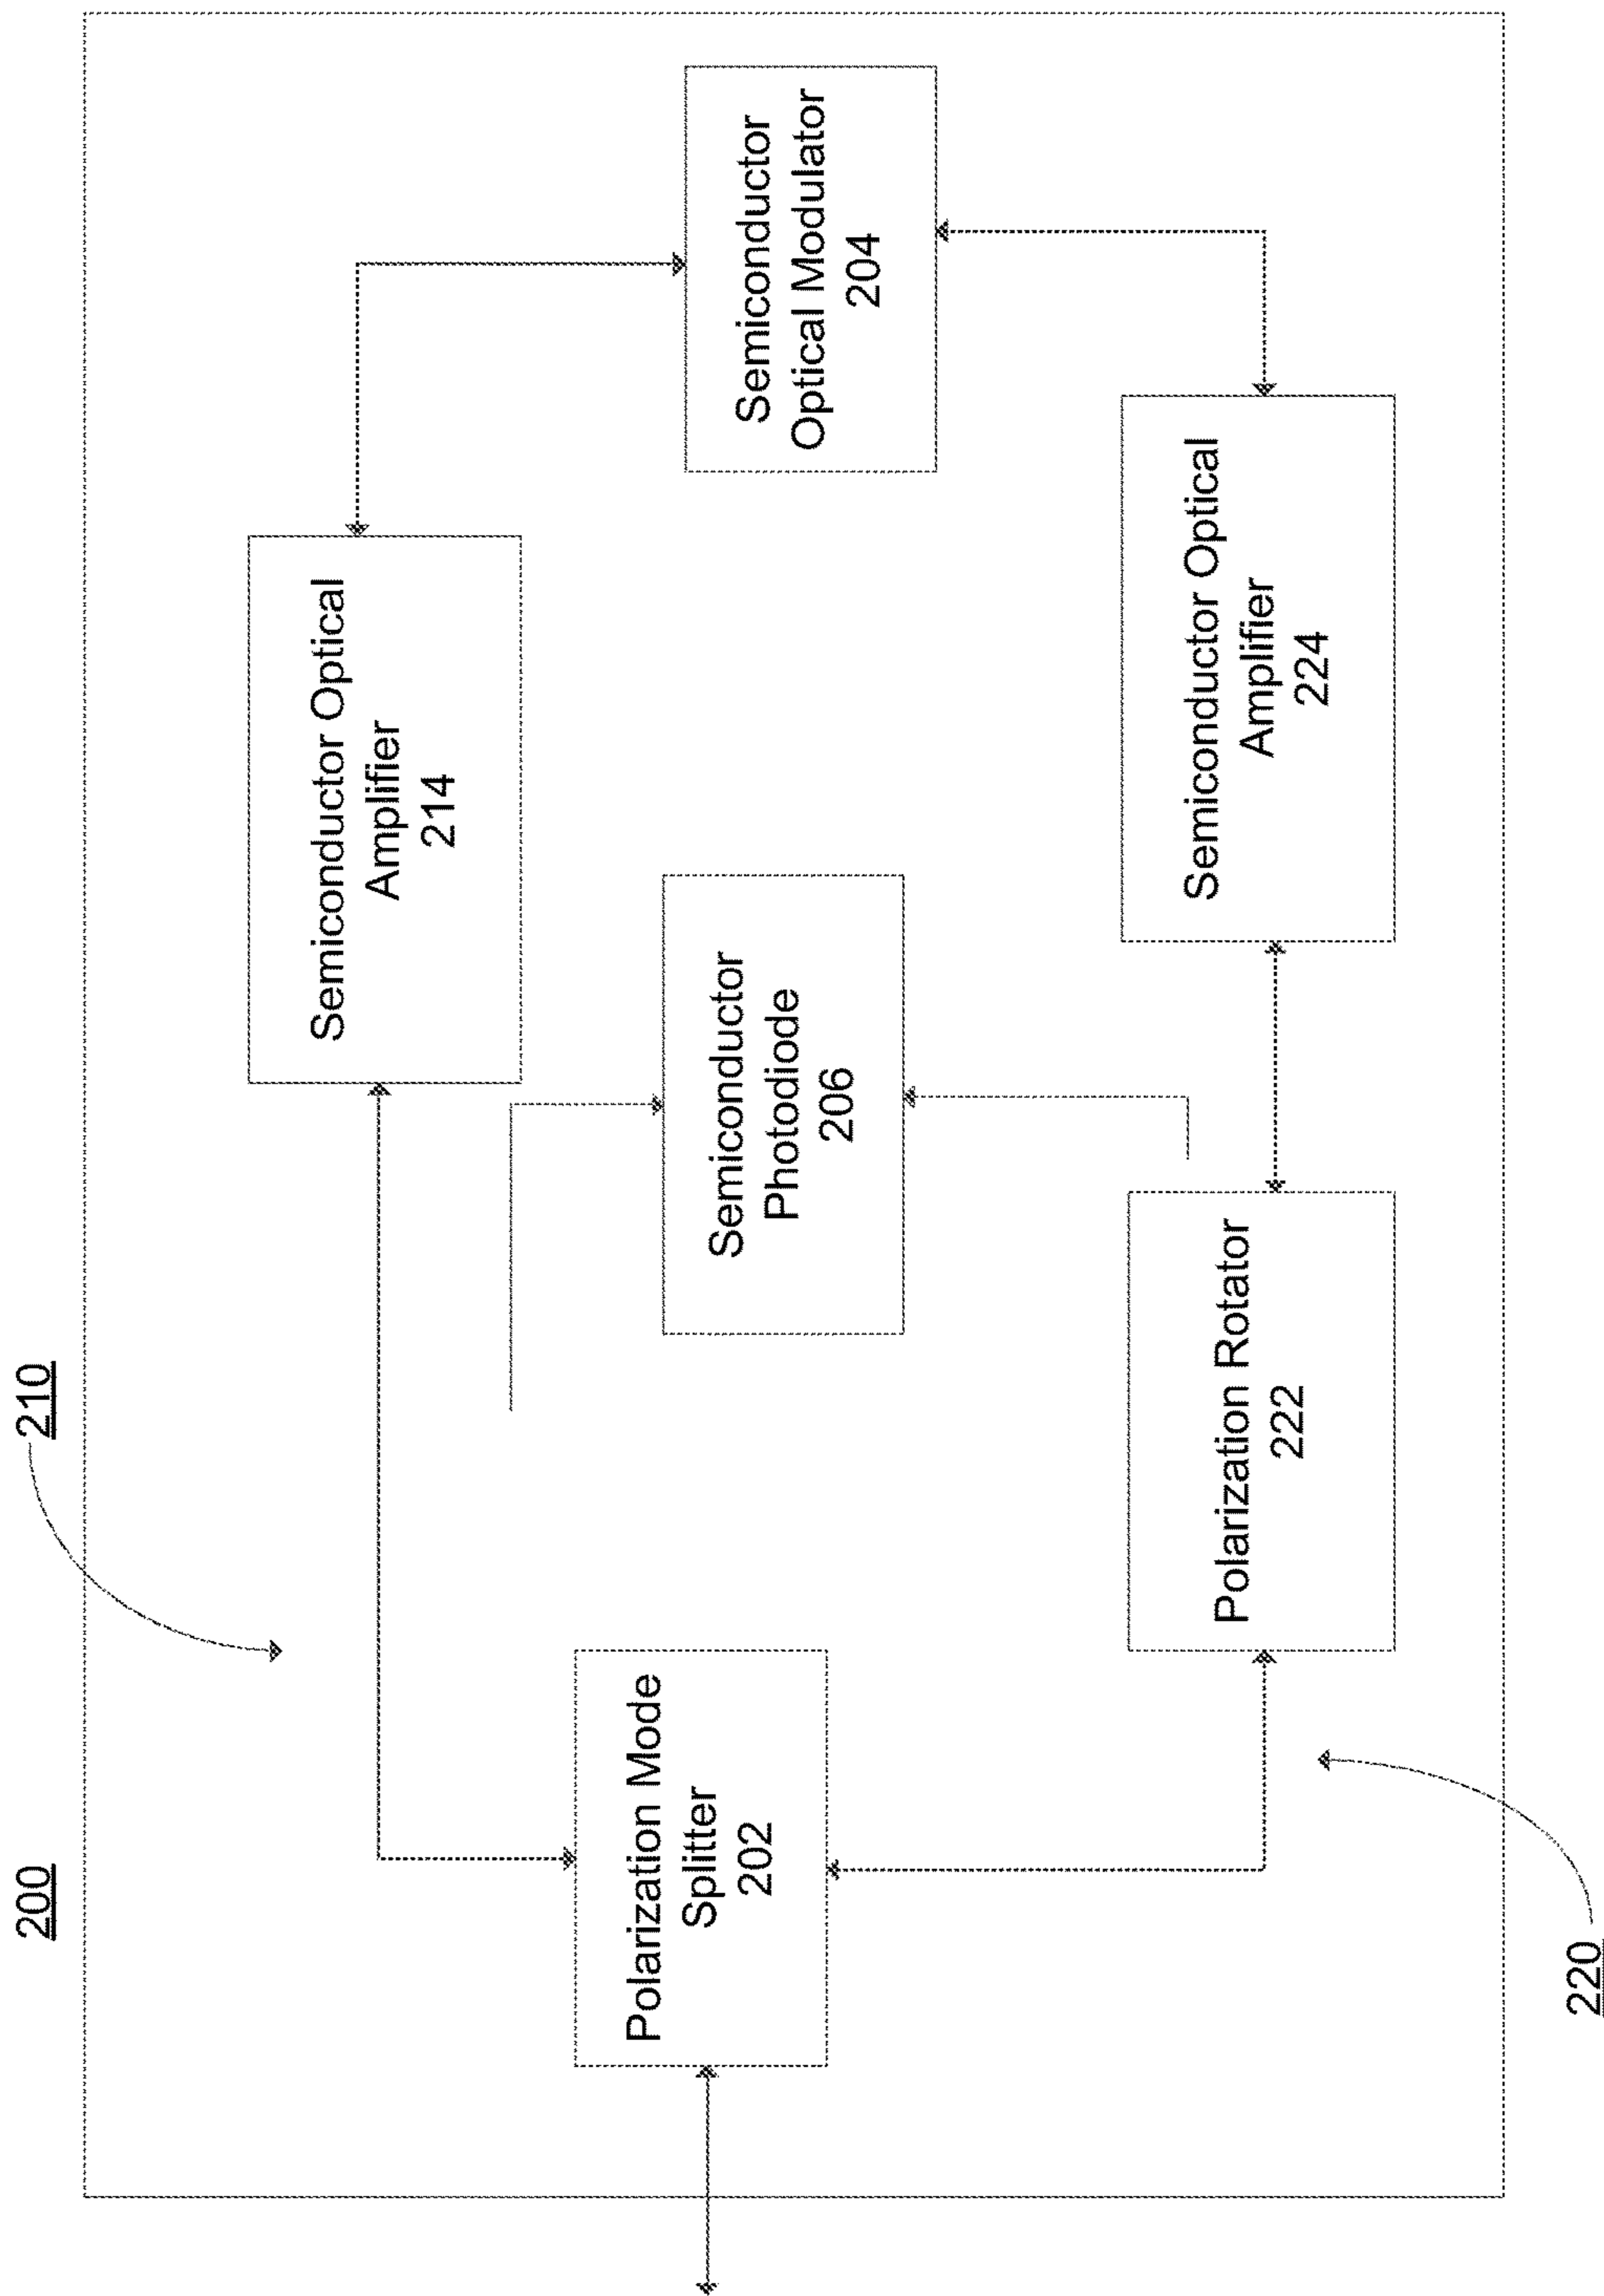 200
210
Semiconductor Optical
Amplifier
214
Polarization Mode
Splitter
202
Semiconductor
Photodiode
206
Semiconductor
Optical Modulator
204
Polarization Rotator
222
Semiconductor Optical
Amplifier
224
220